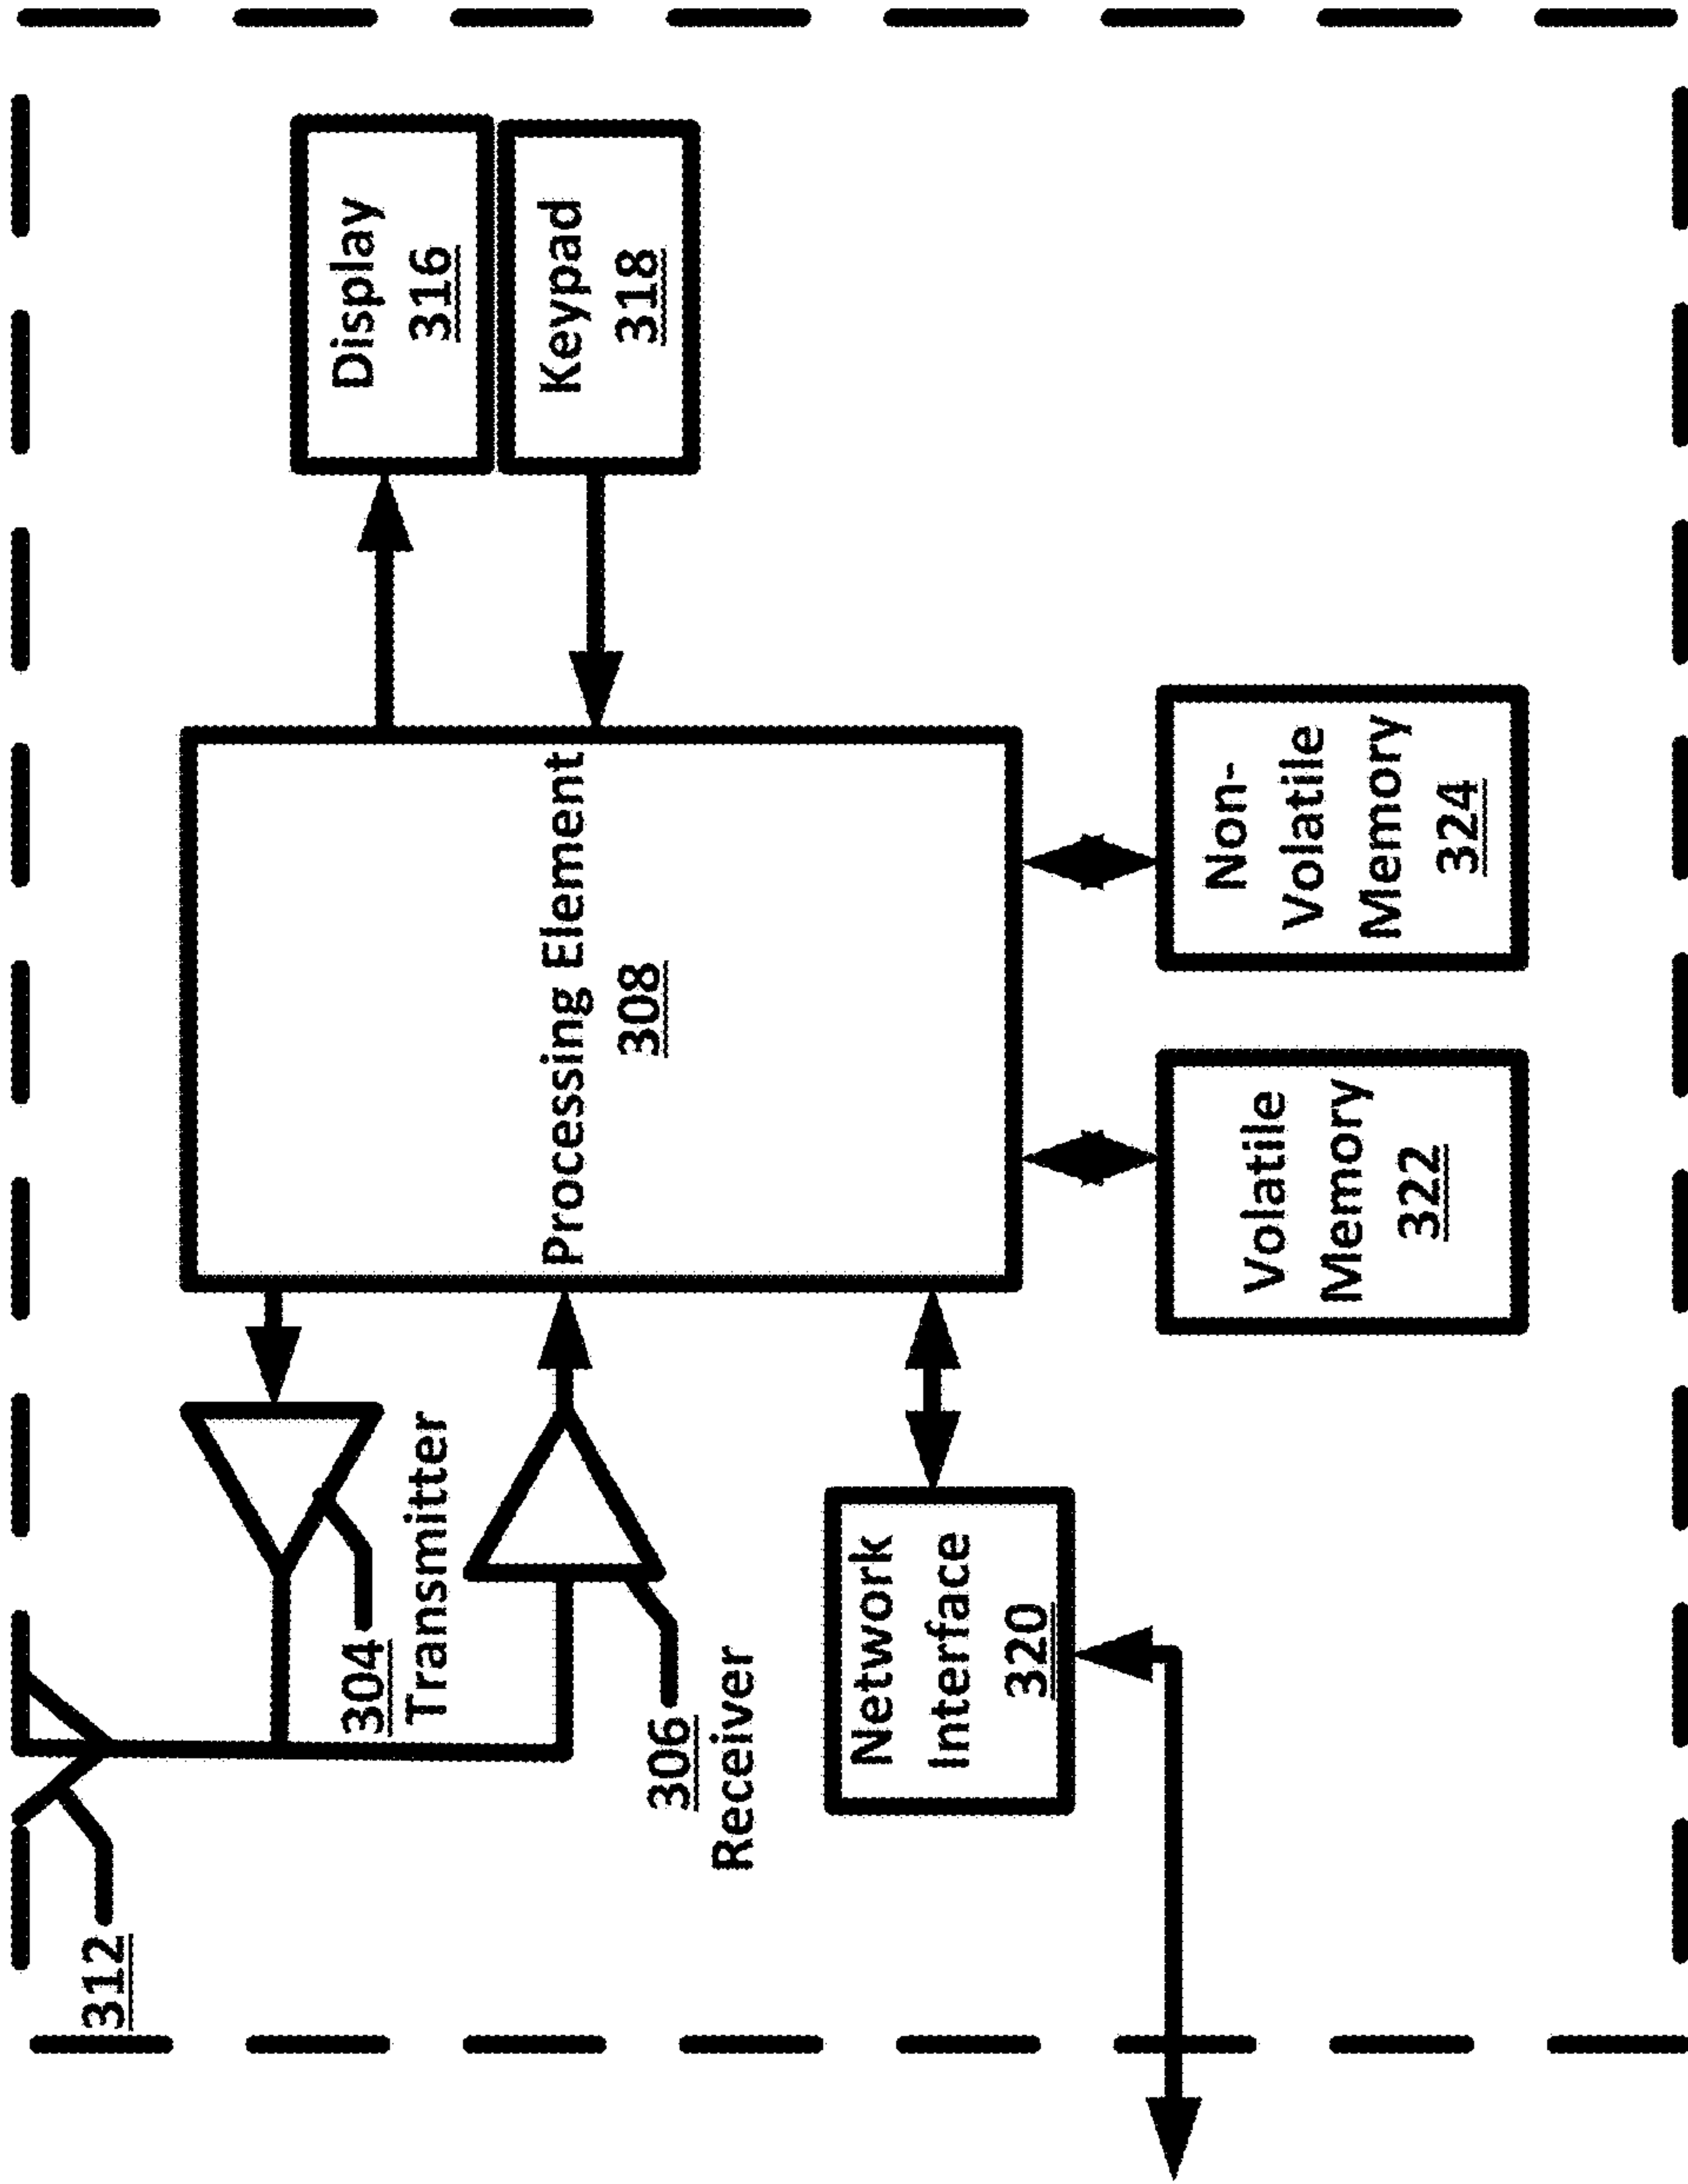 312
304
Transmitter
306
Receiver
Processing Element
308
Display
316
Keypad
318
Network
Interface
320
Volatile
Memory
322
Non-
Volatile
Memory
324